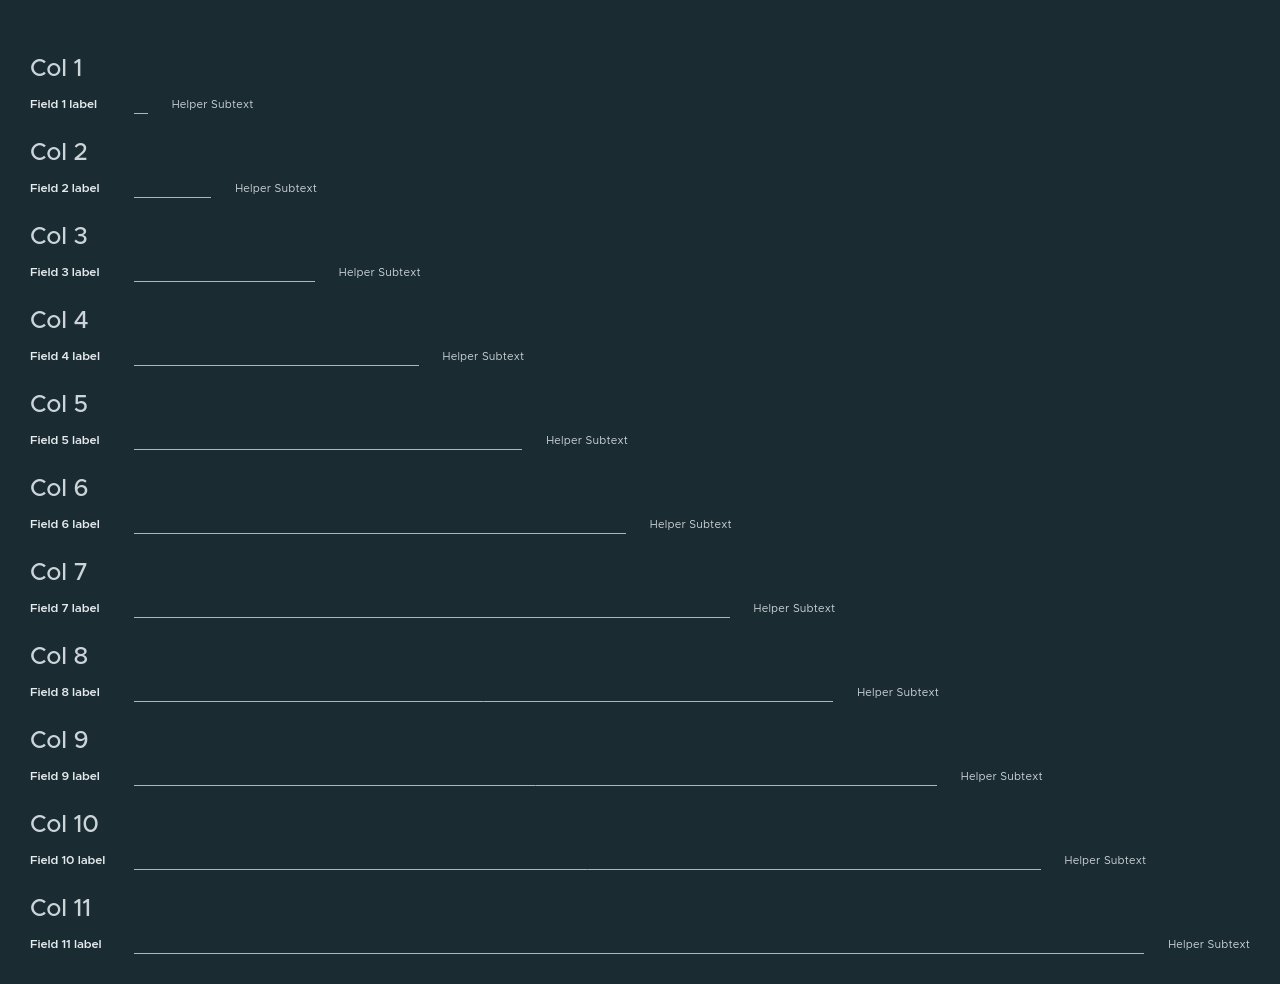 Col 1
Field 1 label Helper Subtext
Col 2
Field 2 label Helper Subtext
Col 3
Field 3 label Helper Subtext
Col 4
Field 4 label Helper Subtext
Col 5
Field 5 label Helper Subtext
Col 6
Field 6 label Helper Subtext
Col 7
Field 7 label Helper Subtext
Col 8
Field 8 label Helper Subtext
Col 9
Field 9 label Helper Subtext
Col 10
Field 10 label Helper Subtext
Col 11
Field 11 label Helper Subtext